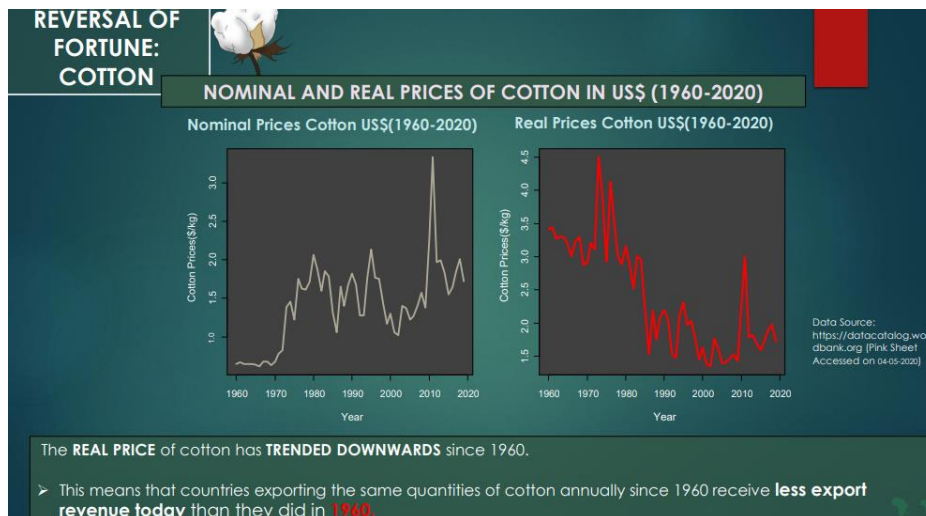 REVERSAL OF
FORTUNE:
COTTON
NOMINAL AND REAL PRICES OF COTTON IN US$ (1960-2020)
Nominal Prices Cotton US$(1960-2020)
Real Prices Cotton US$(1960-2020)
Cotton Prices($/kg)
3.0
2.5
2.0
1.5
1.0
1960 1970 1980 1990 2000 2010 2020
Year
Cotton Prices($/kg)
4.5
4.0
3.5
3.0
2.5
2.0
1.5
1960 1970 1980 1990 2000 2010 2020
Year
Data Source:
https://datacatalog.wo
dbank.org (Pink Sheet
Accessed on 04-05-2020)
The REAL PRICE of cotton has TRENDED DOWNWARDS since 1960.
➢ This means that countries exporting the same quantities of cotton annually since 1960 receive less export
revenue today than they did in 1960.